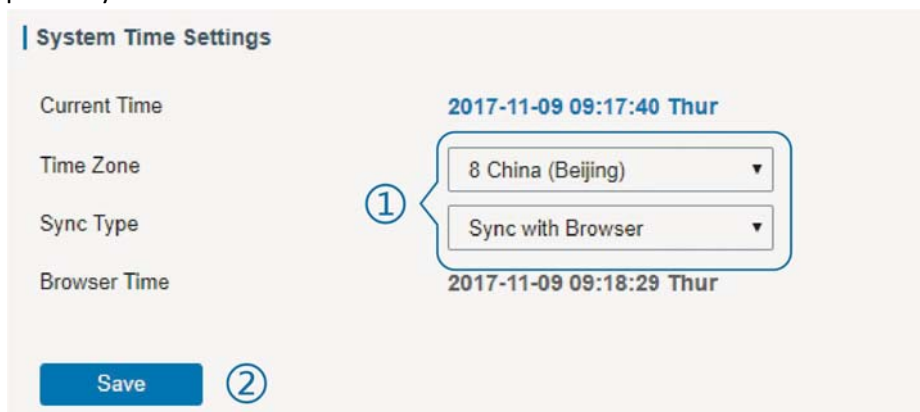 System Time Settings
Current Time 2017-11-09 09:17:40 Thur
Time Zone 8 China (Beijing)
① Sync Type Sync with Browser
Browser Time 2017-11-09 09:18:29 Thur
Save ②